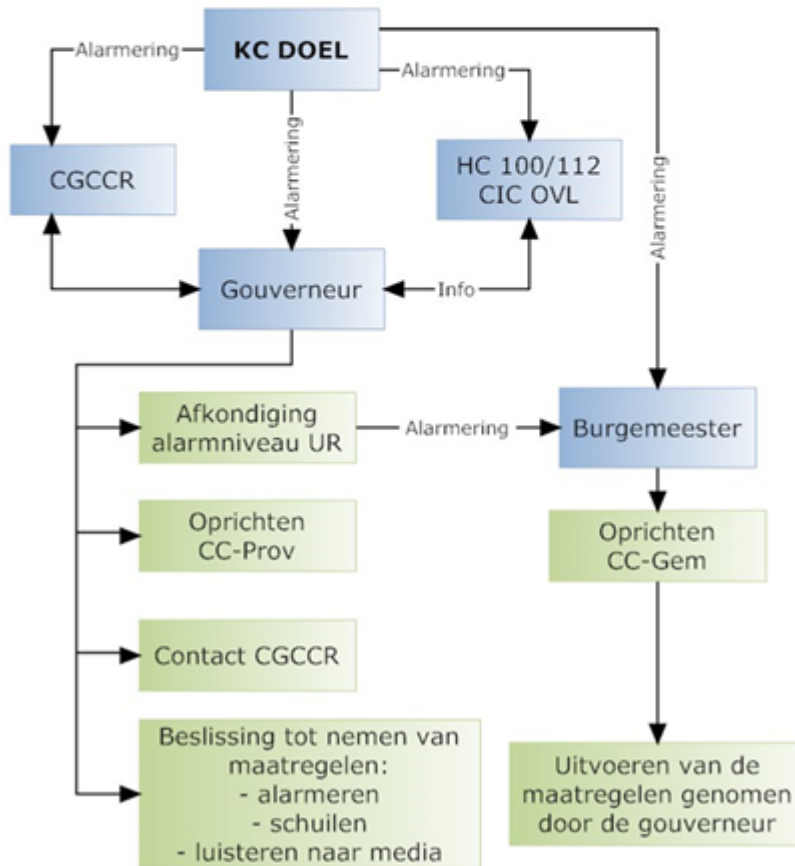 KC DOEL
Alarmering
Alarmering
Alarmering
Alarmering
CGCCR
HC 100/112
CIC OVL
Gouverneur
Info
Afkondiging
alarmniveau UR
Alarmering
Burgemeester
Oprichten
CC-Prov
Oprichten
CC-Gem
Contact CGCCR
Beslissing tot nemen van
maatregelen:
- alarmeren
- schuilen
- luisteren naar media
Uitvoeren van de
maatregelen genomen
door de gouverneur